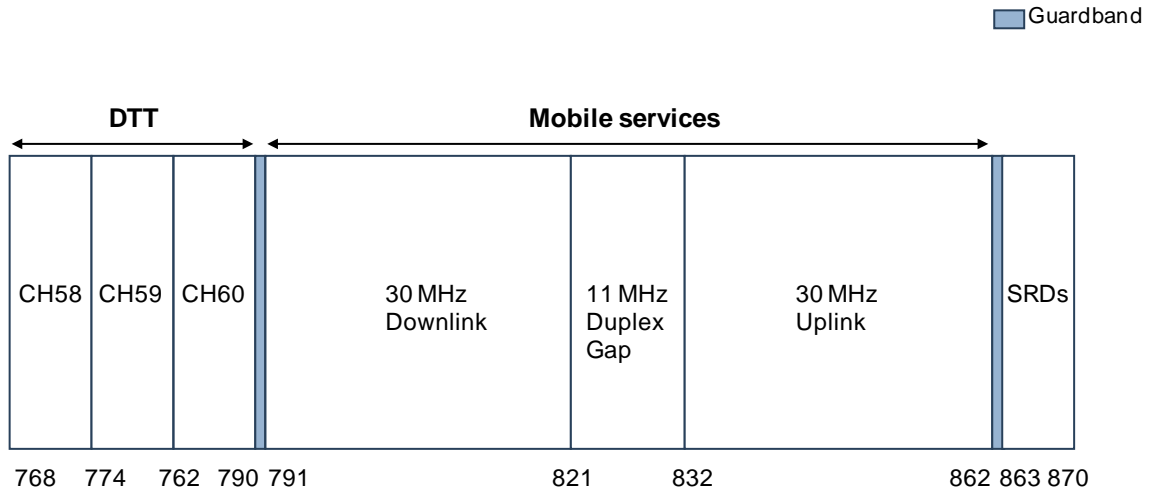 Guardband
DTT
Mobile services
CH58
CH59
CH60
30 MHz
Downlink
11 MHz
Duplex
Gap
30 MHz
Uplink
SRDs
768 774 762 790 791 821 832 862 863 870